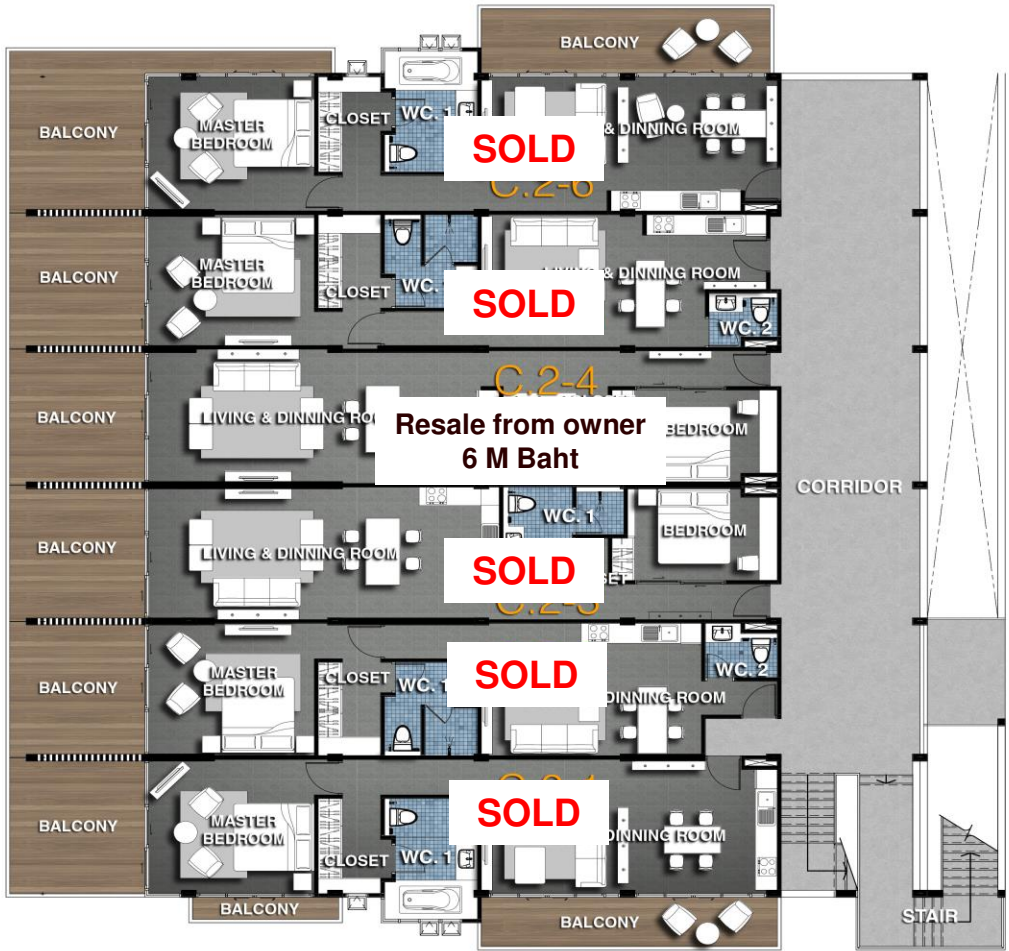 BALCONY
BALCONY
MASTER
BEDROOM
CLOSET
WC. 1
SOLD
& DINNING ROOM
C.2-6
BALCONY
MASTER
BEDROOM
CLOSET
WC.
SOLD
LIVING & DINNING ROOM
WC. 2
C.2-4
BALCONY
LIVING & DINNING ROOM
Resale from owner
6 M Baht
BEDROOM
CORRIDOR
BALCONY
LIVING & DINNING ROOM
WC. 1
BEDROOM
SOLD
C.2-3
BALCONY
MASTER
BEDROOM
CLOSET
WC. 1
SOLD
DINNING ROOM
WC. 2
BALCONY
MASTER
BEDROOM
CLOSET
WC. 1
SOLD
DINNING ROOM
BALCONY
BALCONY
STAIR